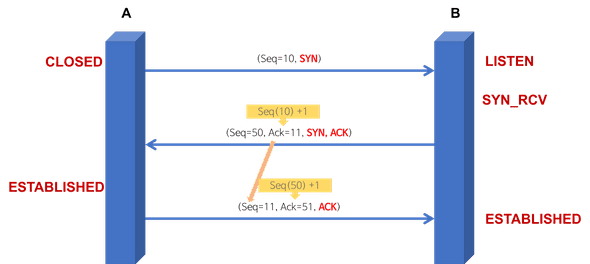 A
B
CLOSED
(Seq=10, SYN)
LISTEN
SYN_RCV
Seq(10) +1
(Seq=50, Ack=11, SYN, ACK)
ESTABLISHED
Seq(50) +1
(Seq=11, Ack=51, ACK)
ESTABLISHED